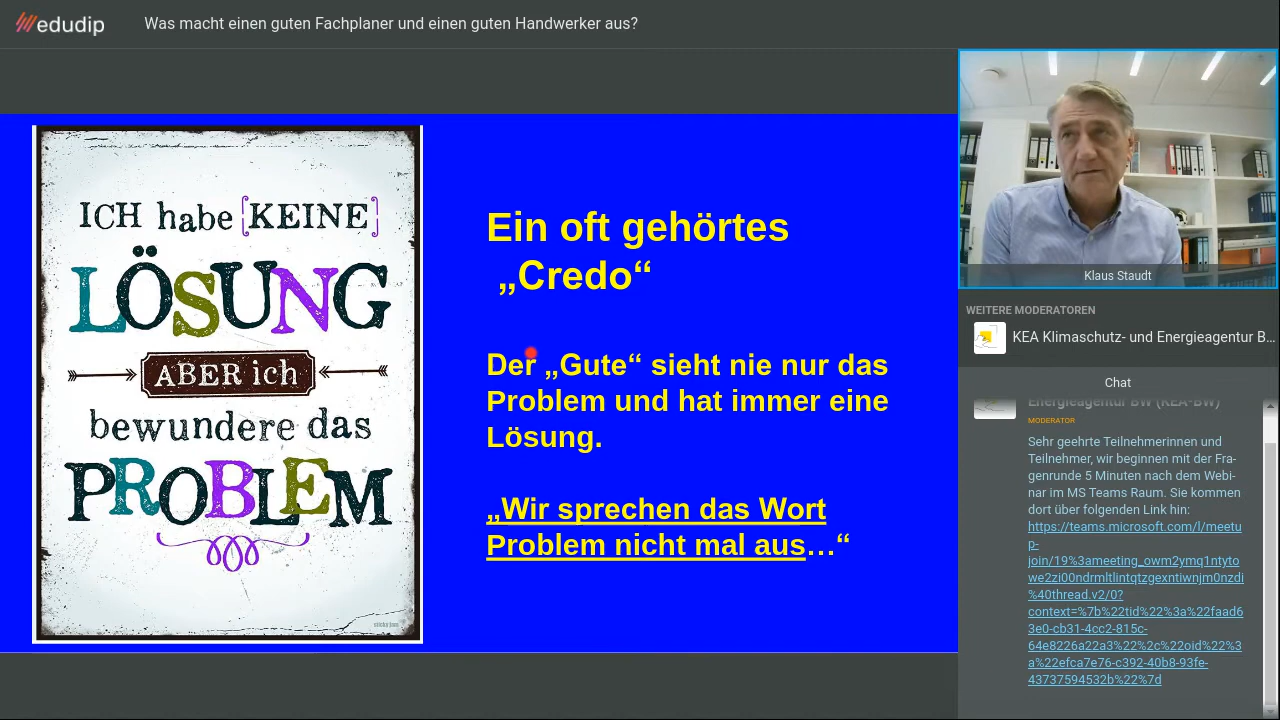 edudip
Was macht einen guten Fachplaner und einen guten Handwerker aus?
ICH habe [KEINE]
LÖSUNG
ABER ich
bewundere das
PROBLEM
Ein oft gehörtes
„Credo“
Der „Gute“ sieht nie nur das
Problem und hat immer eine
Lösung.
„Wir sprechen das Wort
Problem nicht mal aus…“
Klaus Staudt
WEITERE MODERATOREN
KEA Klimaschutz- und Energieagentur B...
Chat
Energieagentur BW (KEA-BW)
MODERATOR
Sehr geehrte Teilnehmerinnen und
Teilnehmer, wir beginnen mit der Fra-
genrunde 5 Minuten nach dem Webi-
nar im MS Teams Raum. Sie kommen
dort über folgenden Link hin:
https://teams.microsoft.com/l/meetu
p-
join/19%3ameeting_owm2ymq1ntyto
we2zi00ndrmltlintqtzgexntiwnjm0nzdi
%40thread.v2/0?
context=%7b%22tid%22%3a%22faad6
3e0-cb31-4cc2-815c-
64e8226a22a3%22%2c%22oid%22%3
a%22efca7e76-c392-40b8-93fe-
43737594532b%22%7d